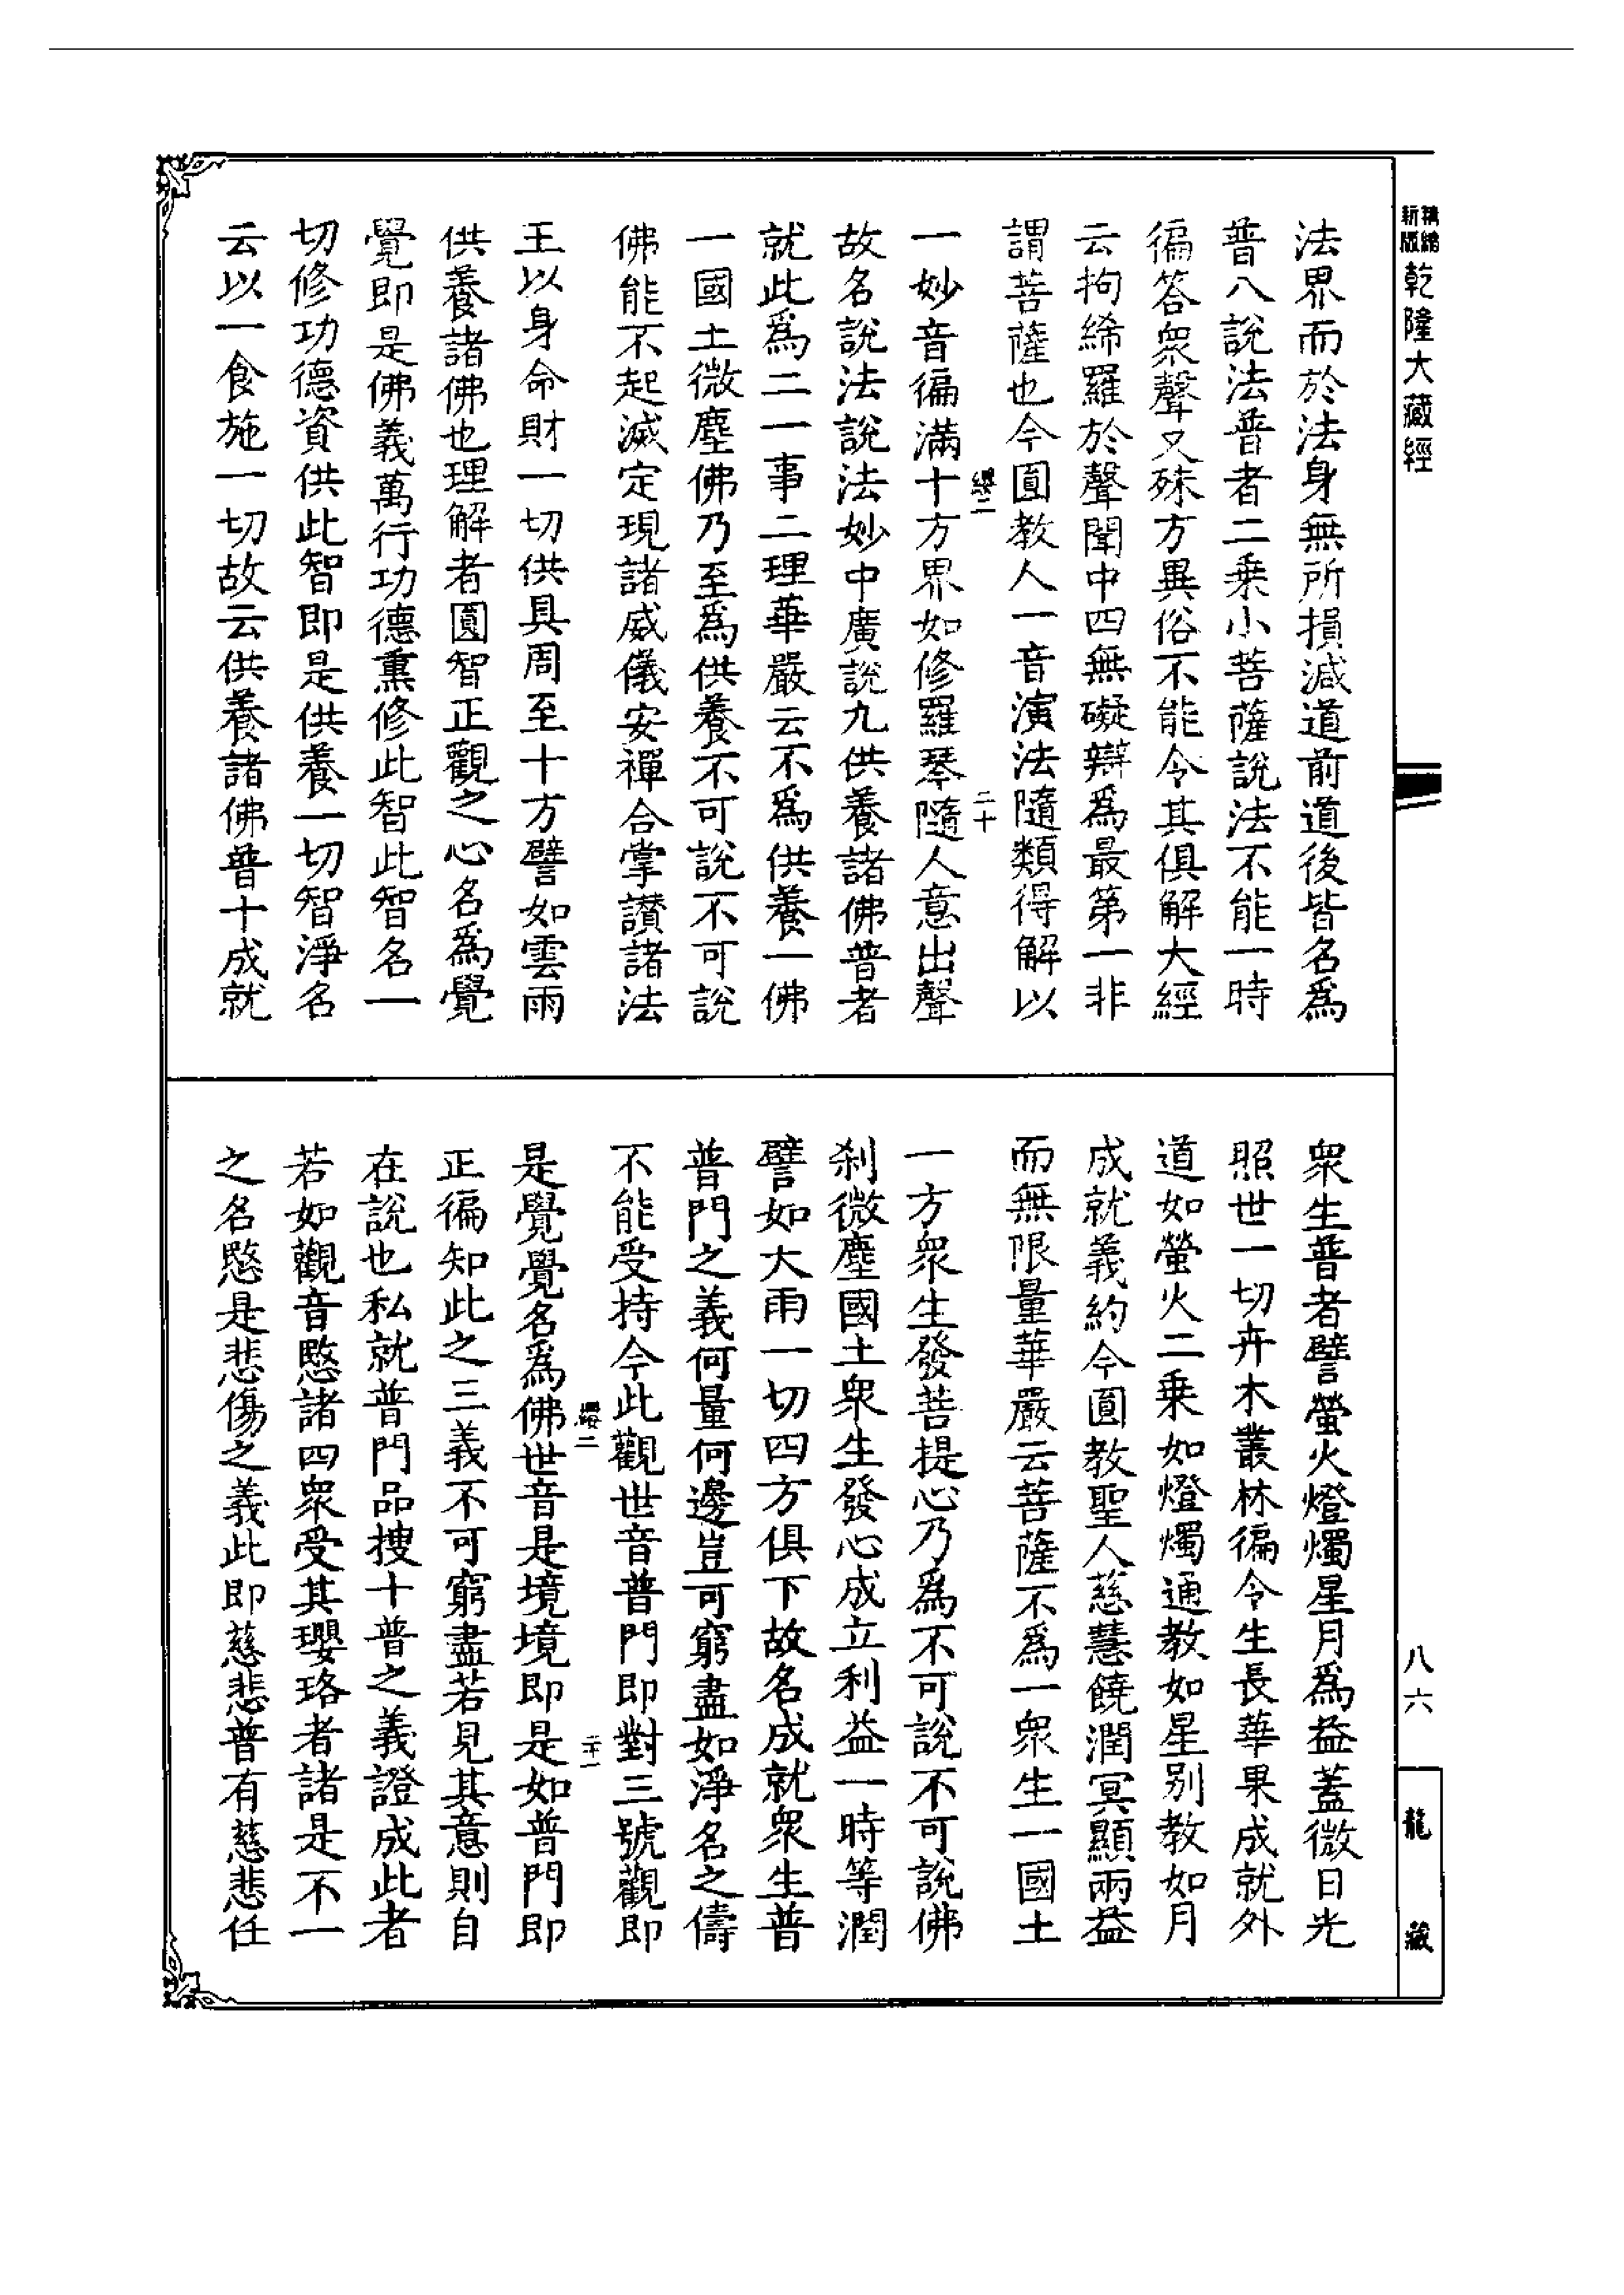 乾隆大藏經
法界而於法身無所損減道前道後皆名為
普八說法普者二乗小菩薩說法不能一時
徧答衆聲又殊方異俗不能令其俱解大經
云拘絺羅於聲聞中四無礙辯為最第一非
謂菩薩也今圓教人一音演法隨類得解以
二十
一妙音徧滿十方界如修羅琴隨人意出聲
故名說法說法妙中廣說九供養諸佛普者
就此為二一事二理華嚴云不為供養一佛
一國土微塵佛乃至為供養不可說不可說
佛能不起滅定現諸威儀安禪合掌讃諸法
王以身命財一切供具周至十方譬如雲雨
供養諸佛也理解者圓智正觀之心名為覺
覺即是佛義萬行功德熏修此智此智名一
切修功德資供此智即是供養一切智淨名
云以一食施一切故云供養諸佛普十成就
衆生普者譬螢火燈燭星月為益蓋微日光
照世一切卉木叢林徧令生長華果成就外
道如螢火二乗如燈燭通教如星别教如月
成就義約今圓教聖人慈慧饒潤冥顯兩益
而無限量華嚴云菩薩不為一衆生一國土
一方衆生發菩提心乃為不可說不可說佛
刹微塵國土衆生發心成立利益一時等潤
譬如大雨一切四方俱下故名成就衆生普
普門之義何量何邊豈可窮盡如淨名之儔
不能受持今此觀世音普門即對三號觀即
是覺覺名為佛世音是境境即是如普門即
正徧知此之三義不可窮盡若見其意則自
在說也私就普門品搜十普之義證成此者
若如觀音愍諸四衆受其瓔珞者諸是不一
之名愍是悲傷之義此即慈悲普有慈悲任
八六
龍藏